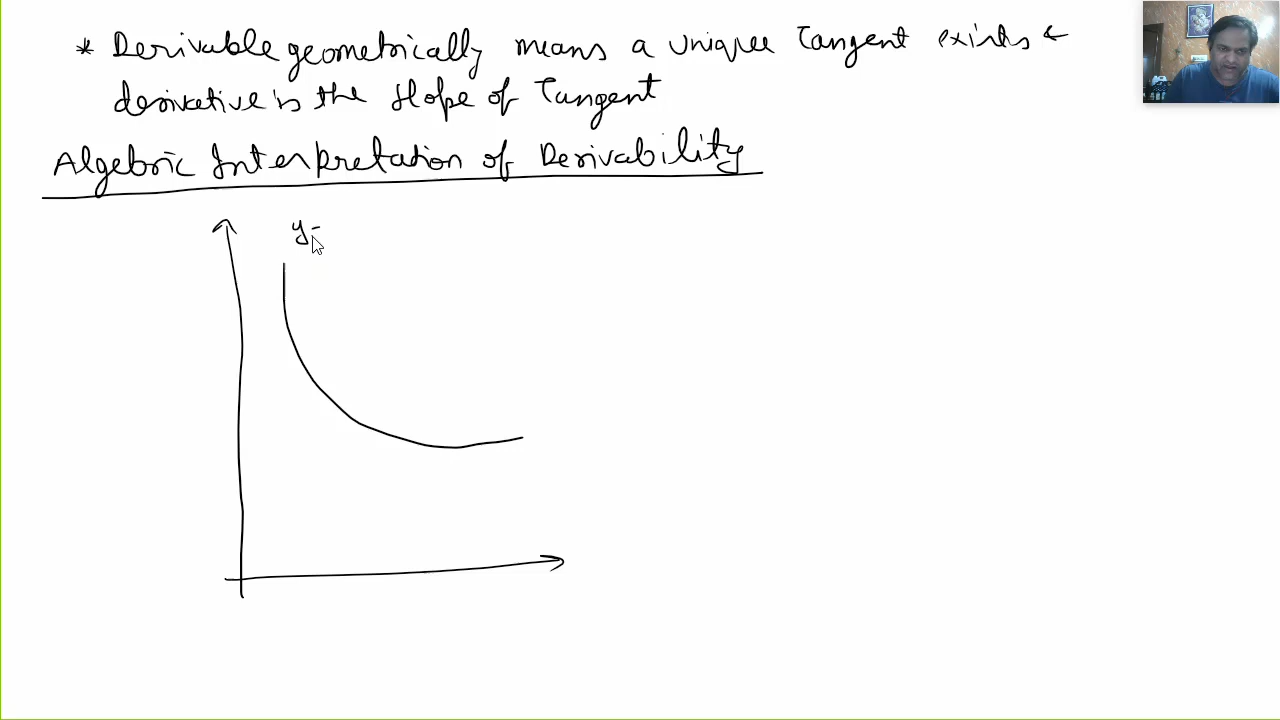 * Derivable geometrically means a unique Tangent exists &
derivative is the slope of Tangent
Algebric Interpretation of Derivability
y=